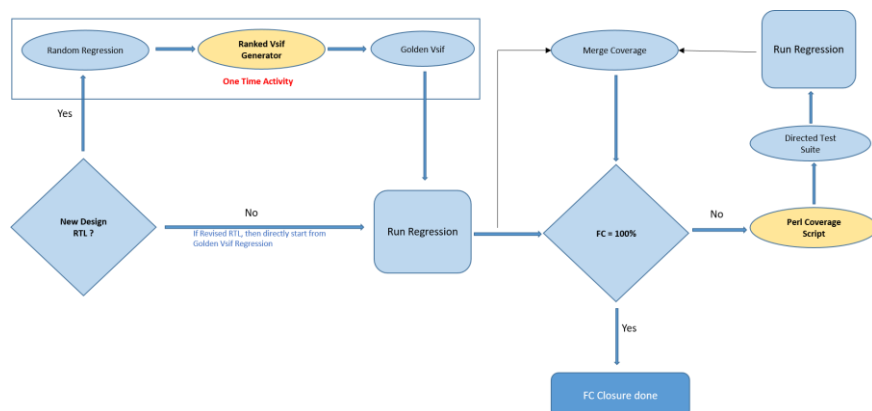 Random Regression
Ranked Vsif
Generator
Golden Vsif
One Time Activity
Merge Coverage
Run Regression
Yes
Directed Test
Suite
New Design
RTL ?
No
If Revised RTL, then directly start from
Golden Vsif Regression
Run Regression
FC = 100%
No
Perl Coverage
Script
Yes
FC Closure done